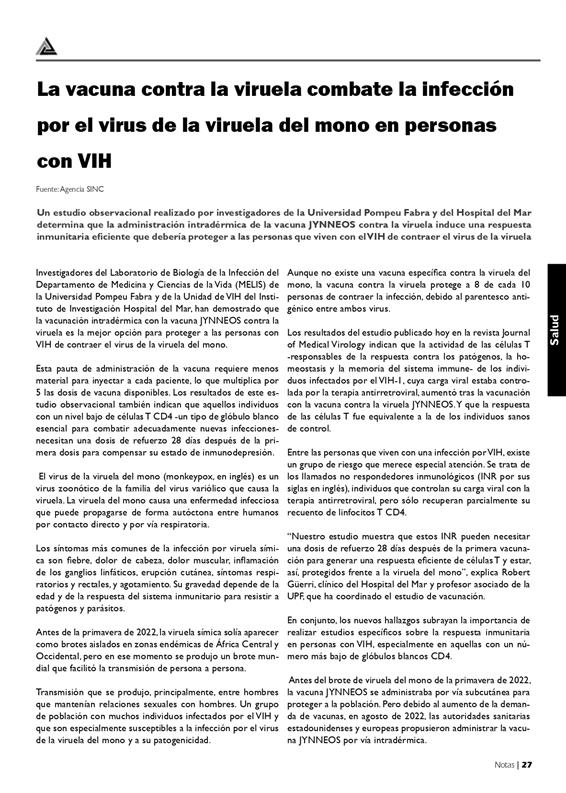 La vacuna contra la viruela combate la infección
por el virus de la viruela del mono en personas
con VIH
Fuente: Agencia SINC
Un estudio observacional realizado por investigadores de la Universidad Pompeu Fabra y del Hospital del Mar
determina que la administración intradérmica de la vacuna JYNNEOS contra la viruela induce una respuesta
inmunitaria eficiente que debería proteger a las personas que viven con el VIH de contraer el virus de la viruela
Investigadores del Laboratorio de Biología de la Infección del
Departamento de Medicina y Ciencias de la Vida (MELIS) de
la Universidad Pompeu Fabra y de la Unidad de VIH del Insti-
tuto de Investigación Hospital del Mar, han demostrado que
la vacunación intradérmica con la vacuna JYNNEOS contra la
viruela es la mejor opción para proteger a las personas con
VIH de contraer el virus de la viruela del mono.
Esta pauta de administración de la vacuna requiere menos
material para inyectar a cada paciente, lo que multiplica por
5 las dosis de vacuna disponibles. Los resultados de este es-
tudio observacional también indican que aquellos individuos
con un nivel bajo de células T CD4 -un tipo de glóbulo blanco
esencial para combatir adecuadamente nuevas infecciones-
necesitan una dosis de refuerzo 28 días después de la pri-
mera dosis para compensar su estado de inmunodepresión.
El virus de la viruela del mono (monkeypox, en inglés) es un
virus zoonótico de la familia del virus variólico que causa la
viruela. La viruela del mono causa una enfermedad infecciosa
que puede propagarse de forma autóctona entre humanos
por contacto directo y por vía respiratoria.
Los síntomas más comunes de la infección por viruela sími-
ca son fiebre, dolor de cabeza, dolor muscular, inflamación
de los ganglios linfáticos, erupción cutánea, síntomas respi-
ratorios y rectales, y agotamiento. Su gravedad depende de la
edad y de la respuesta del sistema inmunitario para resistir a
patógenos y parásitos.
Antes de la primavera de 2022, la viruela símica solía aparecer
como brotes aislados en zonas endémicas de África Central y
Occidental, pero en ese momento se produjo un brote mun-
dial que facilitó la transmisión de persona a persona.
Transmisión que se produjo, principalmente, entre hombres
que mantenían relaciones sexuales con hombres. Un grupo
de población con muchos individuos infectados por el VIH y
que son especialmente susceptibles a la infección por el virus
de la viruela del mono y a su patogenicidad.
Aunque no existe una vacuna específica contra la viruela del
mono, la vacuna contra la viruela protege a 8 de cada 10
personas de contraer la infección, debido al parentesco anti-
génico entre ambos virus.
Los resultados del estudio publicado hoy en la revista Journal
of Medical Virology indican que la actividad de las células T
-responsables de la respuesta contra los patógenos, la ho-
meostasis y la memoria del sistema immune- de los indivi-
duos infectados por el VIH-1, cuya carga viral estaba contro-
lada por la terapia antirretroviral, aumentó tras la vacunación
con la vacuna contra la viruela JYNNEOS. Y que la respuesta
de las células T fue equivalente a la de los individuos sanos
de control.
Entre las personas que viven con una infección por VIH, existe
un grupo de riesgo que merece especial atención. Se trata de
los llamados no respondedores inmunológicos (INR por sus
siglas en inglés), individuos que controlan su carga viral con la
terapia antirretroviral, pero sólo recuperan parcialmente su
recuento de linfocitos T CD4.
“Nuestro estudio muestra que estos INR pueden necesitar
una dosis de refuerzo 28 días después de la primera vacuna-
ción para generar una respuesta eficiente de células T y estar,
así, protegidos frente a la viruela del mono”, explica Robert
Güerri, clínico del Hospital del Mar y profesor asociado de la
UPF, que ha coordinado el estudio de vacunación.
En conjunto, los nuevos hallazgos subrayan la importancia de
realizar estudios específicos sobre la respuesta inmunitaria
en personas con VIH, especialmente en aquellas con un nú-
mero más bajo de glóbulos blancos CD4.
Antes del brote de viruela del mono de la primavera de 2022,
la vacuna JYNNEOS se administraba por vía subcutánea para
proteger a la población. Pero debido al aumento de la deman-
da de vacunas, en agosto de 2022, las autoridades sanitarias
estadounidenses y europeas propusieron administrar la vacu-
na JYNNEOS por vía intradérmica.
Salud
Notas | 27